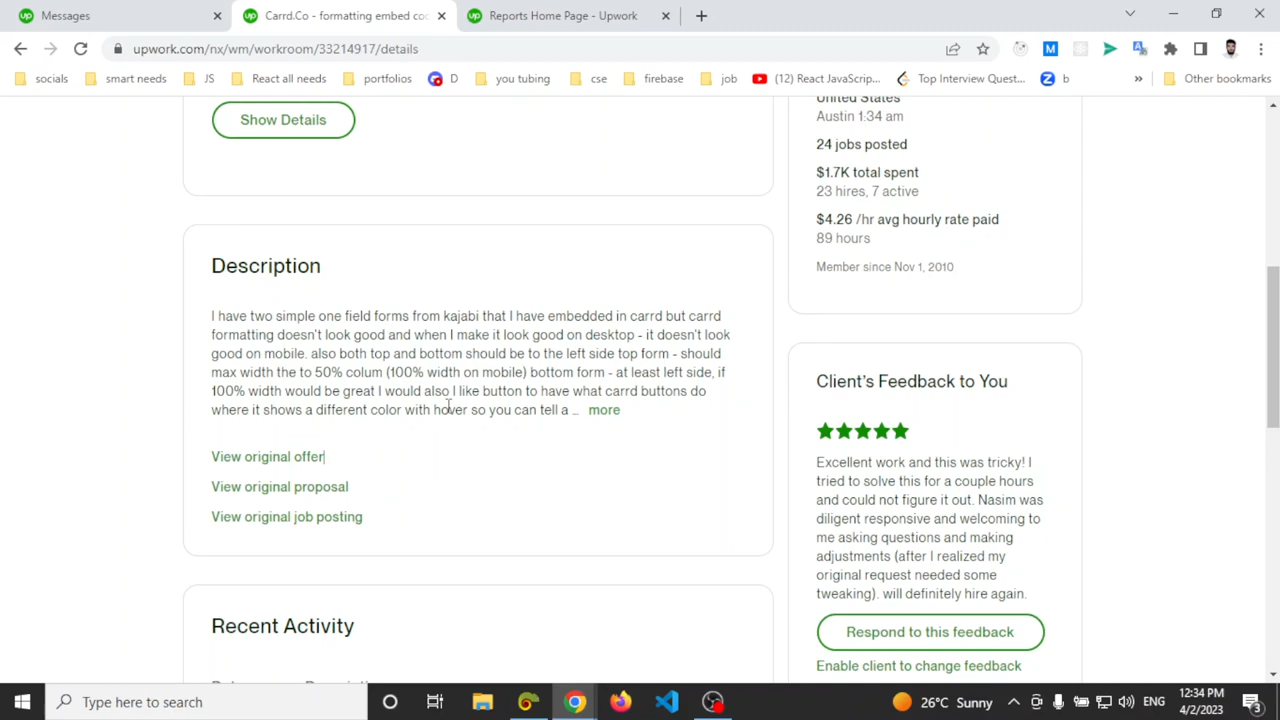 Messages
Carrd.Co - formatting embed co
Reports Home Page - Upwork
upwork.com/nx/wm/workroom/33214917/details
socials
smart needs
JS
React all needs
portfolios
D
you tubing
cse
firebase
job
(12) React JavaScrip...
Top Interview Quest...
b
»
Other bookmarks
Show Details
United States
Austin 1:34 am
24 jobs posted
$1.7K total spent
23 hires, 7 active
$4.26 /hr avg hourly rate paid
89 hours
Member since Nov 1, 2010
Description
I have two simple one field forms from kajabi that I have embedded in carrd but carrd
formatting doesn't look good and when I make it look good on desktop - it doesn't look
good on mobile. also both top and bottom should be to the left side top form - should
max width the to 50% colum (100% width on mobile) bottom form - at least left side, if
100% width would be great I would also I like button to have what carrd buttons do
where it shows a different color with hover so you can tell a ... more
View original offer
View original proposal
View original job posting
Client's Feedback to You
Excellent work and this was tricky! I
tried to solve this for a couple hours
and could not figure it out. Nasim was
diligent responsive and welcoming to
me asking questions and making
adjustments (after I realized my
original request needed some
tweaking). will definitely hire again.
Respond to this feedback
Enable client to change feedback
Recent Activity
Type here to search
26°C Sunny
ENG
12:34 PM
4/2/2023
3